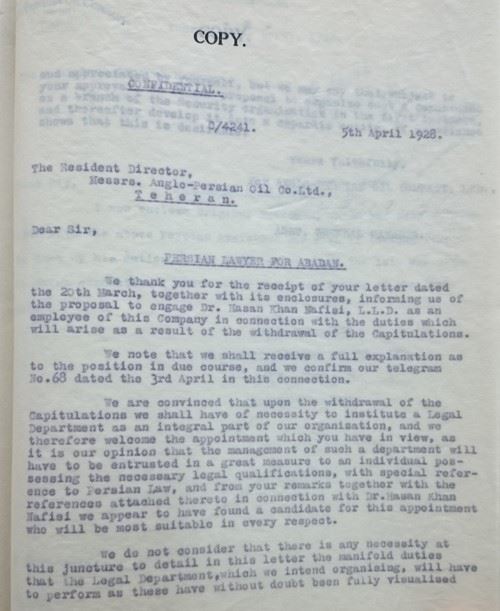 COPY.
CONFIDENTIAL.
C/4241.
5th April 1928.
The Resident Director,
Messrs. Anglo-Persian Oil Co.Ltd.,
Teheran.
Dear Sir,
PERSIAN LAWYER FOR ABADAN.
We thank you for the receipt of your letter dated
the 20th March, together with its enclosures, informing us of
the proposal to engage Dr. Hasan Khan Nafisi, L.L.D. as an
employee of this Company in connection with the duties which
will arise as a result of the withdrawal of the Capitulations.
We note that we shall receive a full explanation as
to the position in due course, and we confirm our telegram
No.68 dated the 3rd April in this connection.
We are convinced that upon the withdrawal of the
Capitulations we shall have of necessity to institute a Legal
Department as an integral part of our organisation, and we
therefore welcome the appointment which you have in view, as
it is our opinion that the management of such a department will
have to be entrusted in a great measure to an individual pos-
sessing the necessary legal qualifications, with special refer-
ence to Persian Law, and from your remarks together with the
references attached thereto in connection with Dr.Hasan Khan
Nafisi we appear to have found a candidate for this appointment
who will be most suitable in every respect.
We do not consider that there is any necessity at
this juncture to detail in this letter the manifold duties
that the Legal Department,which we intend organising, will have
to perform as these have without doubt been fully visualised